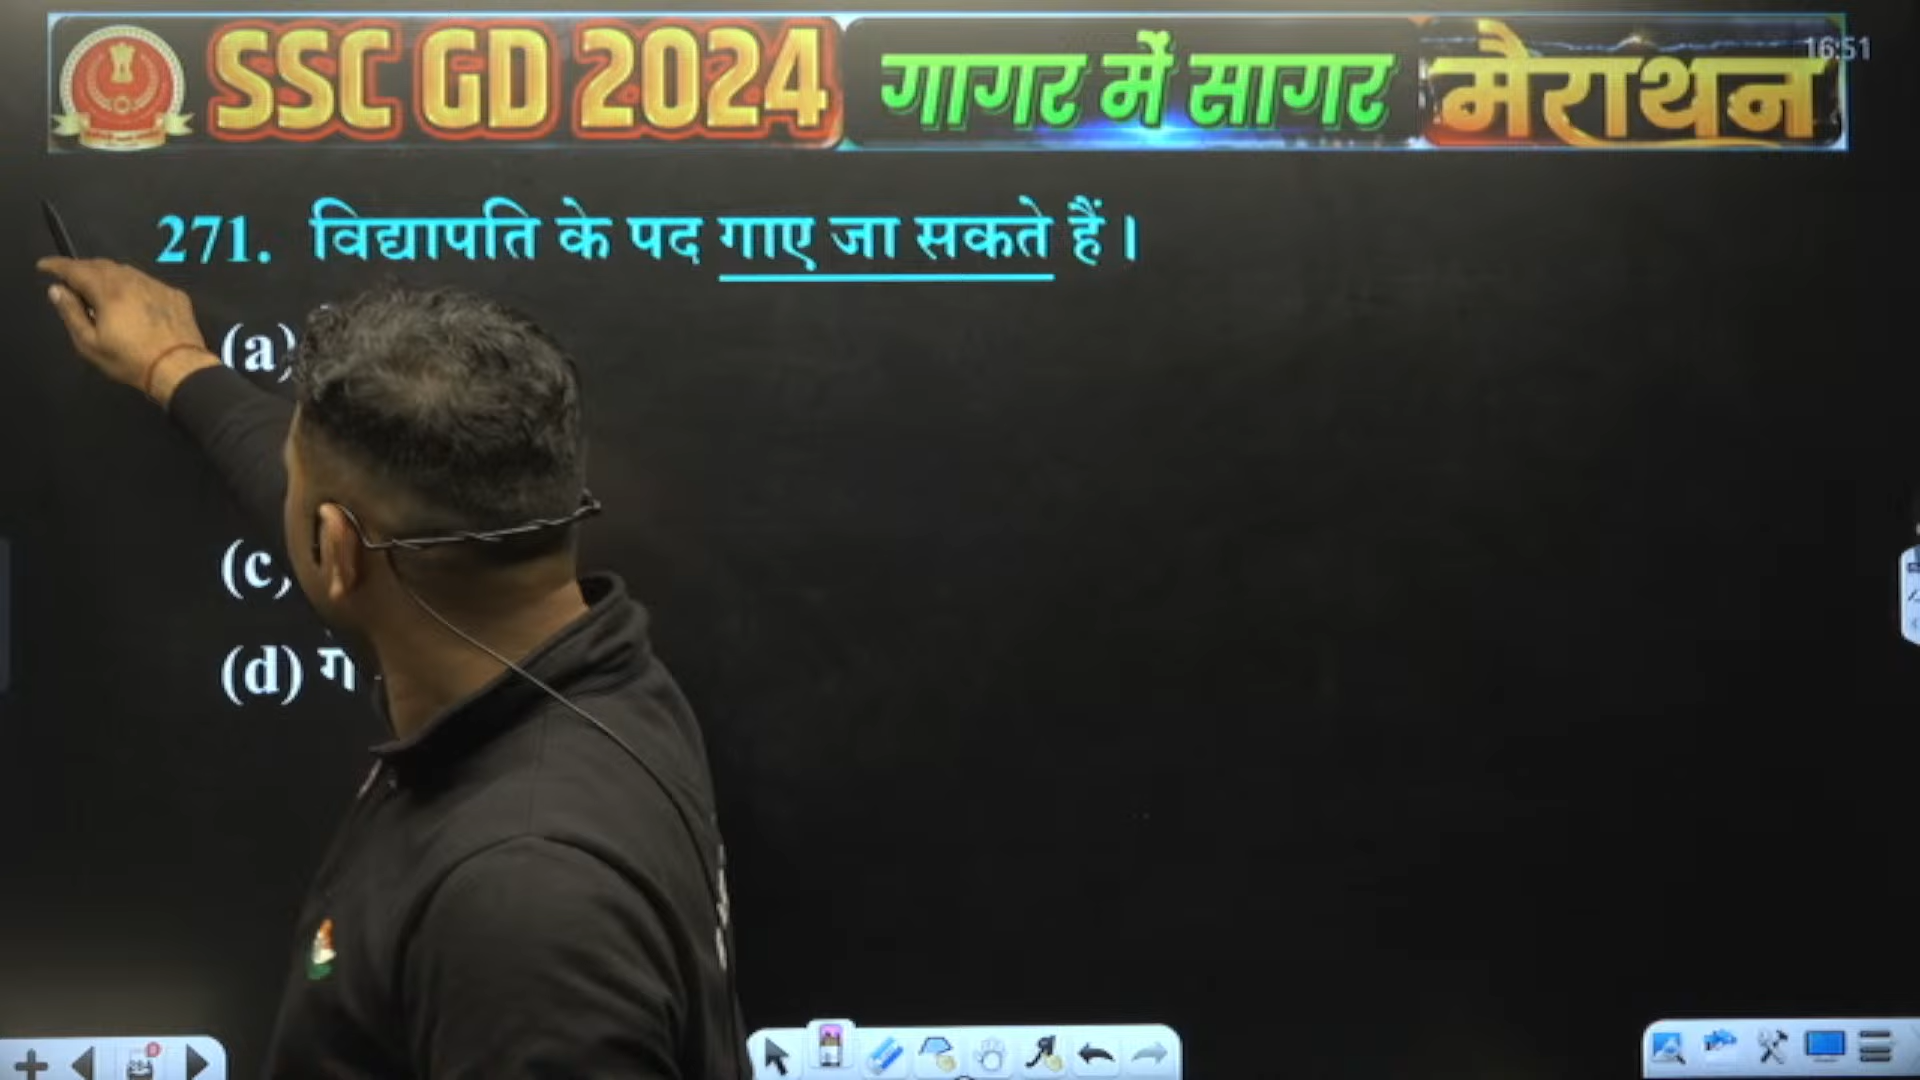 SSC GD 2024 गागर में सागर मैराथन
16:51
271. विद्यापति के पद गाए जा सकते हैं।
(a)
(c)
(d)